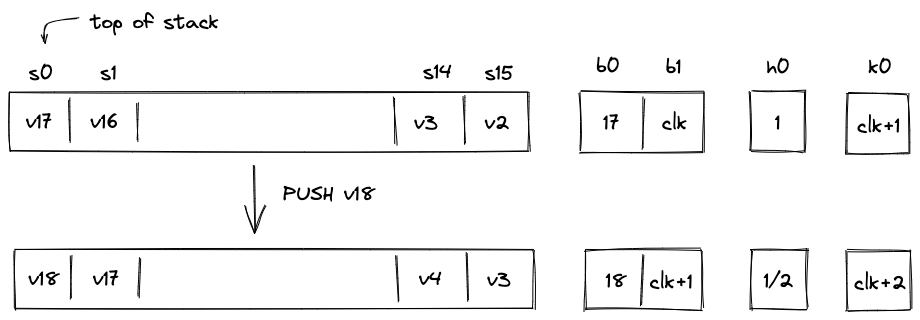 top of stack
s0 s1 s14 s15 b0 b1 h0 k0
v17 v16 v3 v2 17 clk 1 clk+1
PUSH v18
v18 v17 v4 v3 18 clk+1 1/2 clk+2